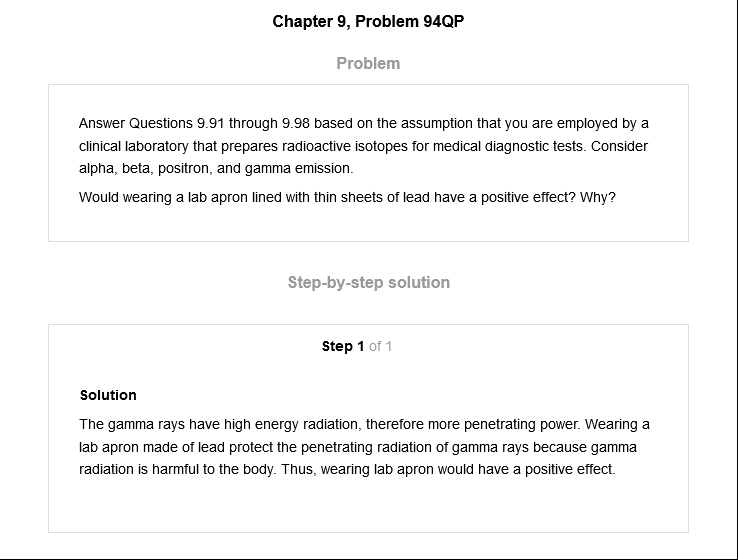 Chapter 9, Problem 94QP
Problem
Answer Questions 9.91 through 9.98 based on the assumption that you are employed by a
clinical laboratory that prepares radioactive isotopes for medical diagnostic tests. Consider
alpha, beta, positron, and gamma emission.
Would wearing a lab apron lined with thin sheets of lead have a positive effect? Why?
Step-by-step solution
Step 1 of 1
Solution
The gamma rays have high energy radiation, therefore more penetrating power. Wearing a
lab apron made of lead protect the penetrating radiation of gamma rays because gamma
radiation is harmful to the body. Thus, wearing lab apron would have a positive effect.